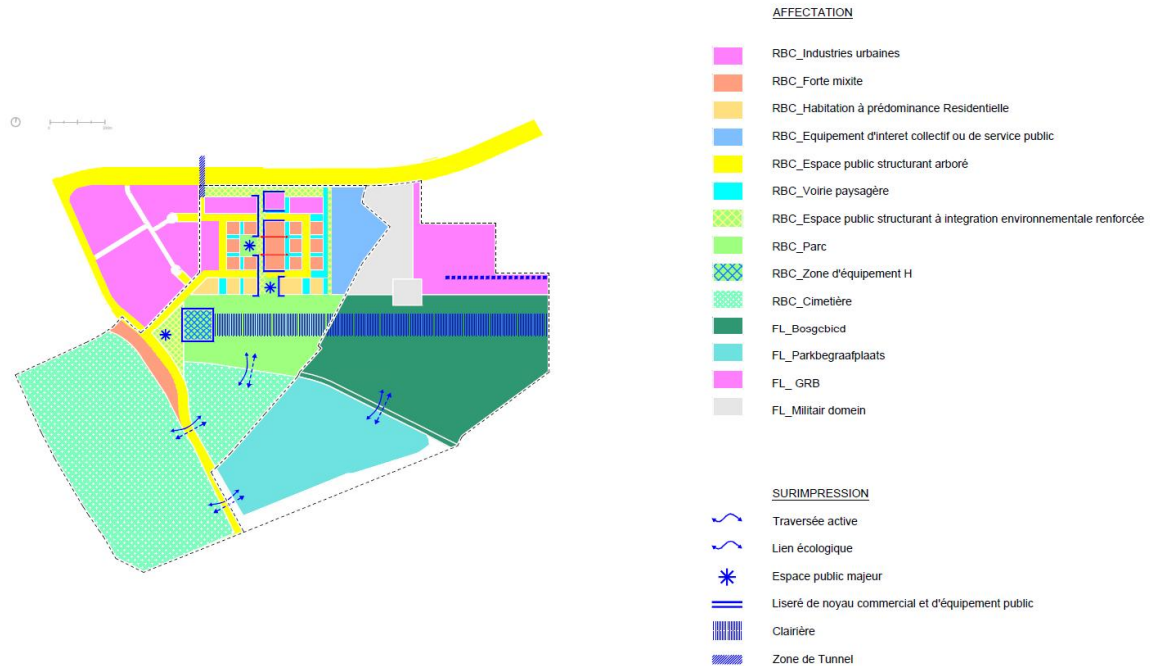 AFFECTATION
RBC_Industries urbaines
RBC_Forte mixite
RBC_Habitation à prédominance Residentielle
RBC_Equipement d'interet collectif ou de service public
RBC_Espace public structurant arboré
RBC_Voirie paysagère
RBC_Espace public structurant à integration environnementale renforcée
RBC_Parc
RBC_Zone d'équipement H
RBC_Cimetière
FL_Bosgebied
FL_Parkbegraafplaats
FL_ GRB
FL_Militair domein
SURIMPRESSION
Traversée active
Lien écologique
Espace public majeur
Liseré de noyau commercial et d'équipement public
Clairière
Zone de Tunnel